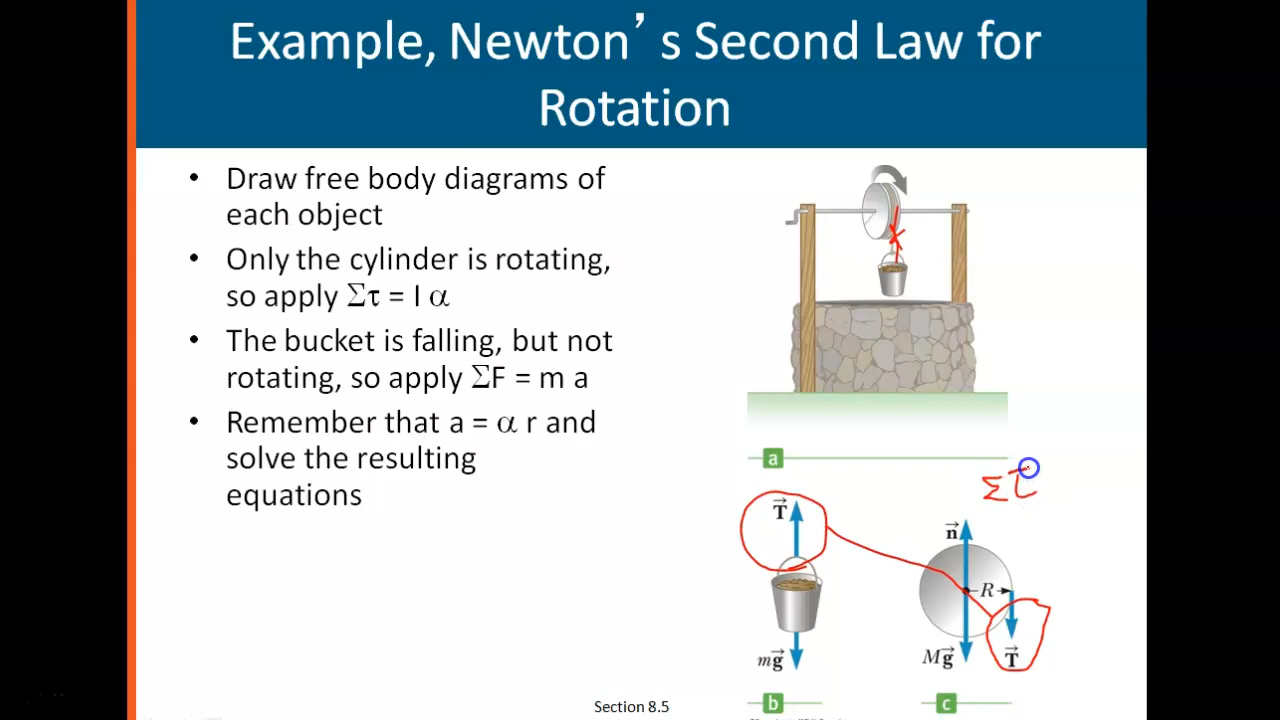 Example, Newton’s Second Law for
Rotation
• Draw free body diagrams of
each object
• Only the cylinder is rotating,
so apply Στ = I α
• The bucket is falling, but not
rotating, so apply ΣF = m a
• Remember that a = α r and
solve the resulting
equations
a
Στ
T
n
R
mg
Mg
T
b
c
Section 8.5